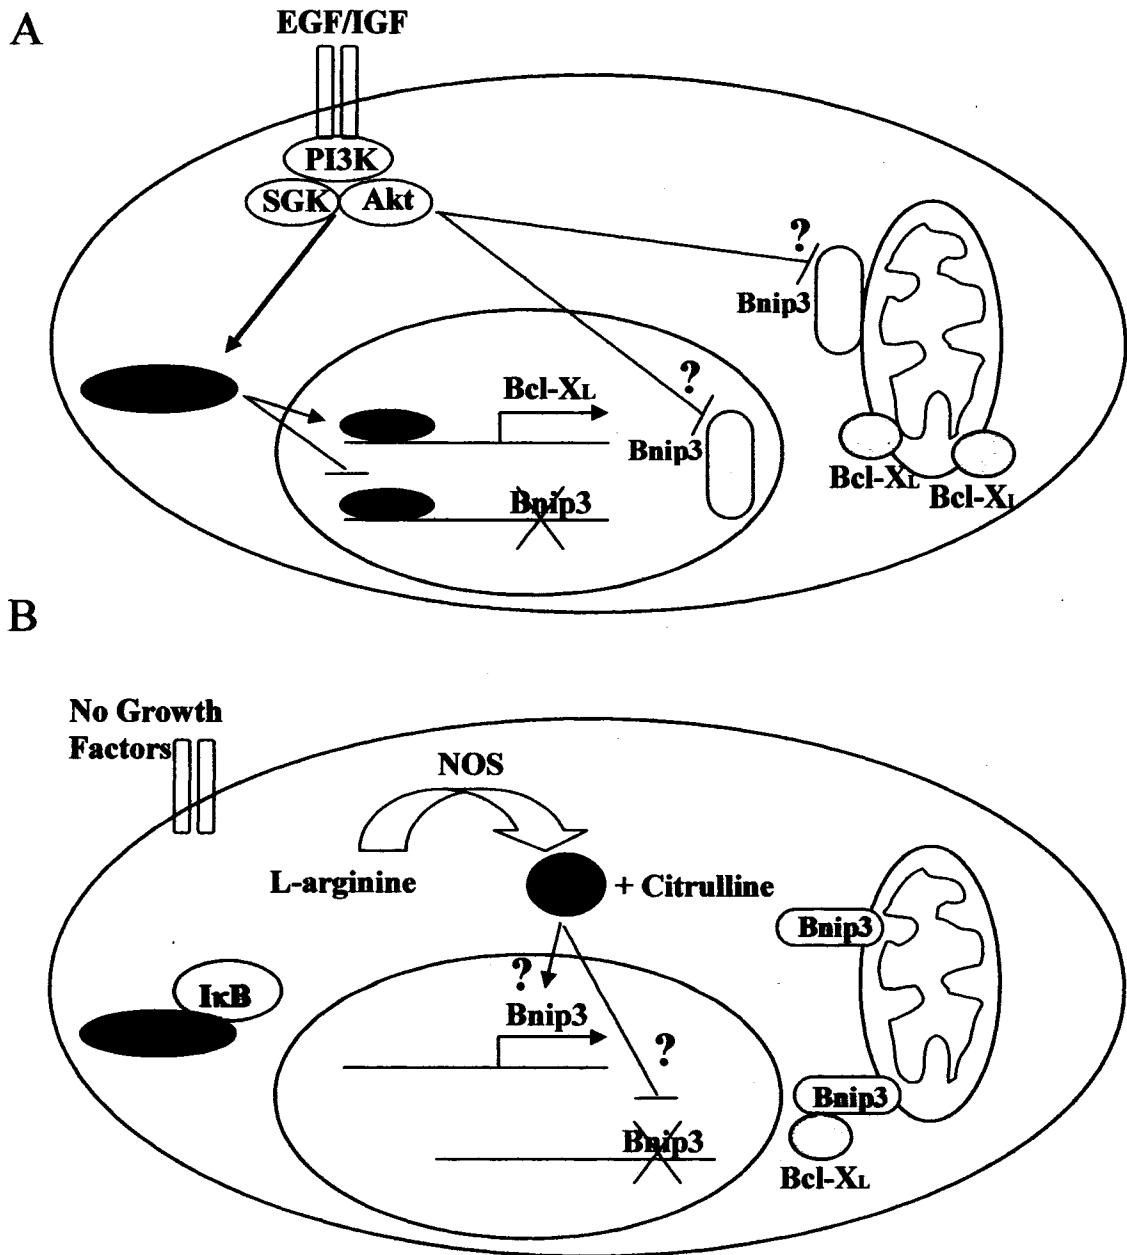 A
EGF/IGF
PI3K
SGK Akt
?
Bnip3
?
Bcl-XL
Bnip3
Bnip3
Bcl-XL
Bcl-XL
B
No Growth
Factors
NOS
L-arginine
+ Citrulline
Bnip3
IκB
?
Bnip3
?
Bnip3
Bnip3
Bcl-XL